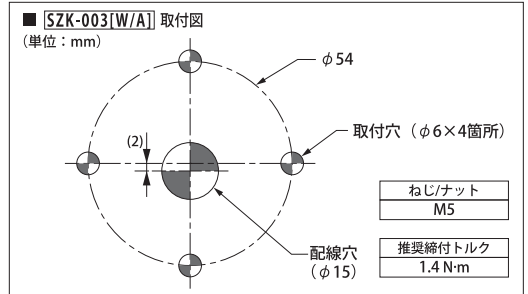 ■ SZK-003[W/A] 取付図
(単位：mm)
φ54
取付穴（φ6×4箇所）
(2)
ねじ/ナット
M5
配線穴
（φ15）
推奨締付トルク
1.4 N·m